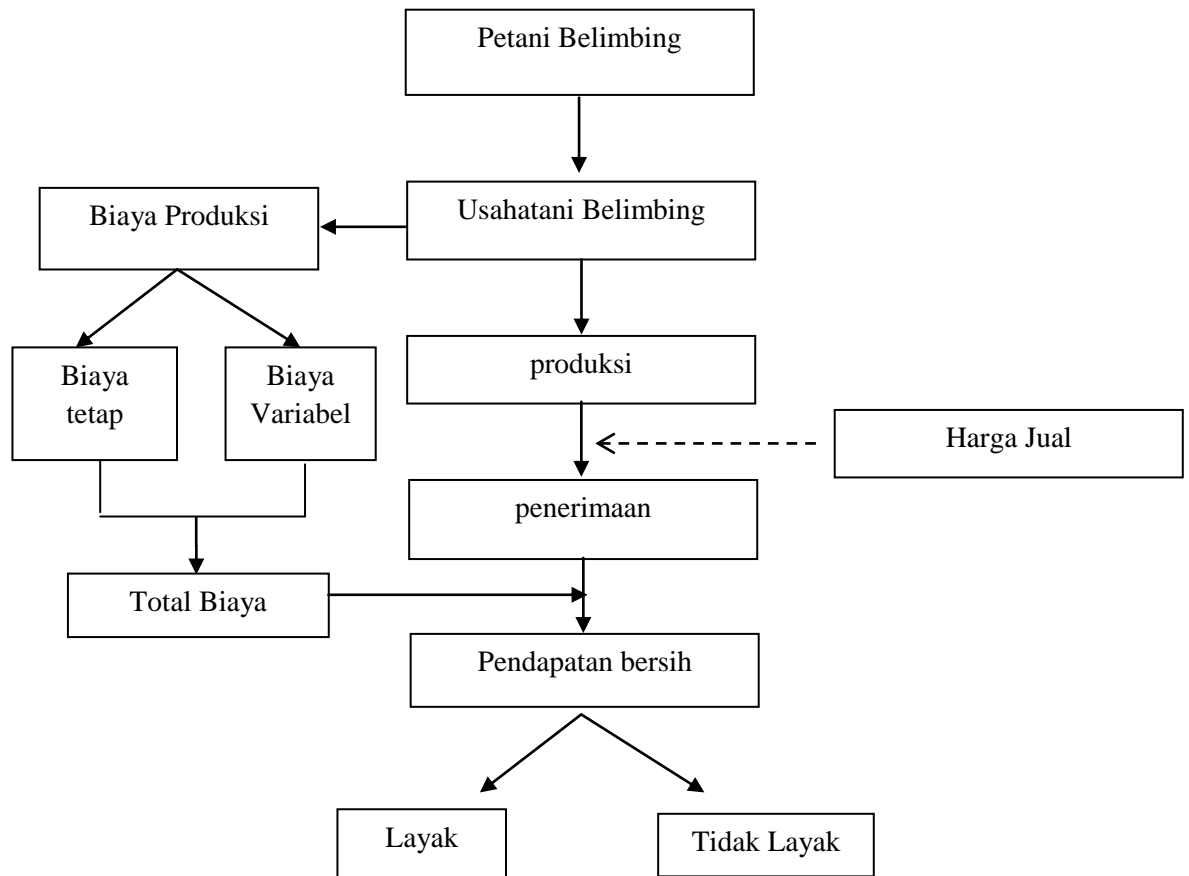 Petani Belimbing
Usahatani Belimbing
Biaya Produksi
Biaya
tetap
Biaya
Variabel
produksi
Harga Jual
penerimaan
Total Biaya
Pendapatan bersih
Layak
Tidak Layak